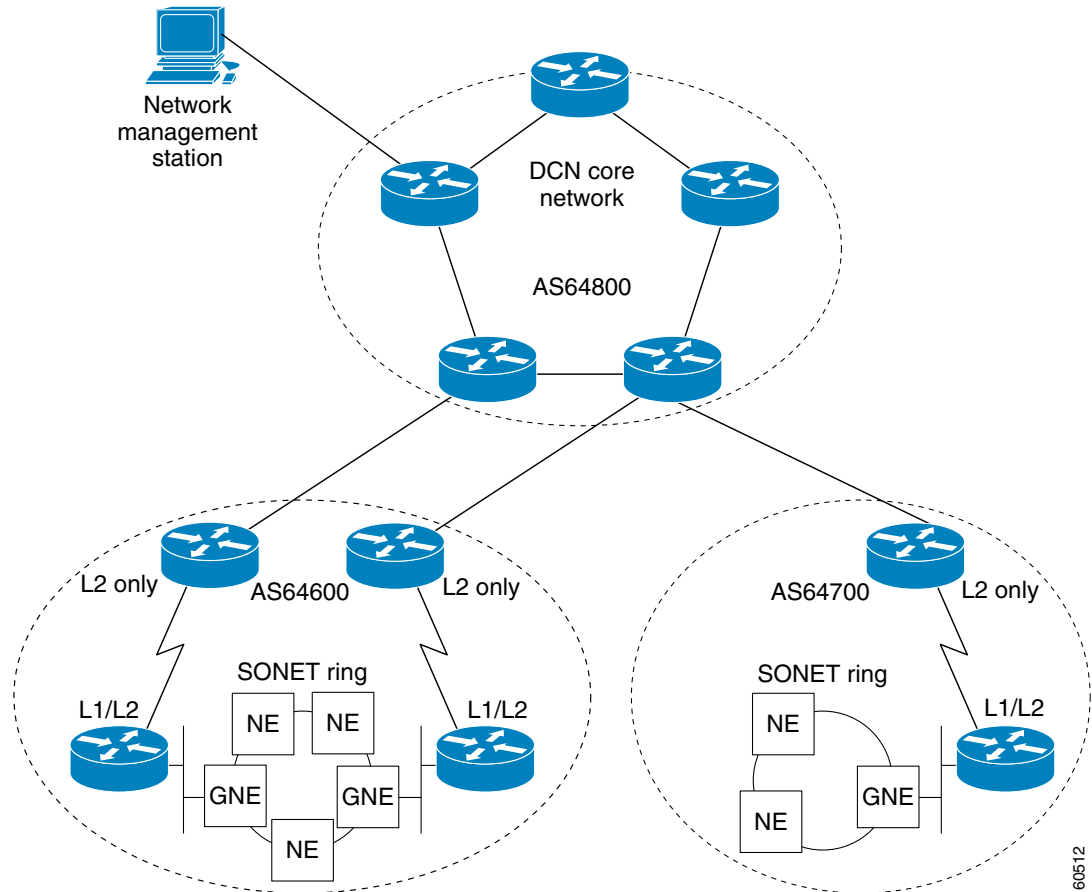 Network
management
station
DCN core
network
AS64800
L2 only
AS64600
L2 only
AS64700
L2 only
SONET ring
SONET ring
L1/L2
NE
NE
L1/L2
NE
L1/L2
GNE
GNE
GNE
NE
NE
60512